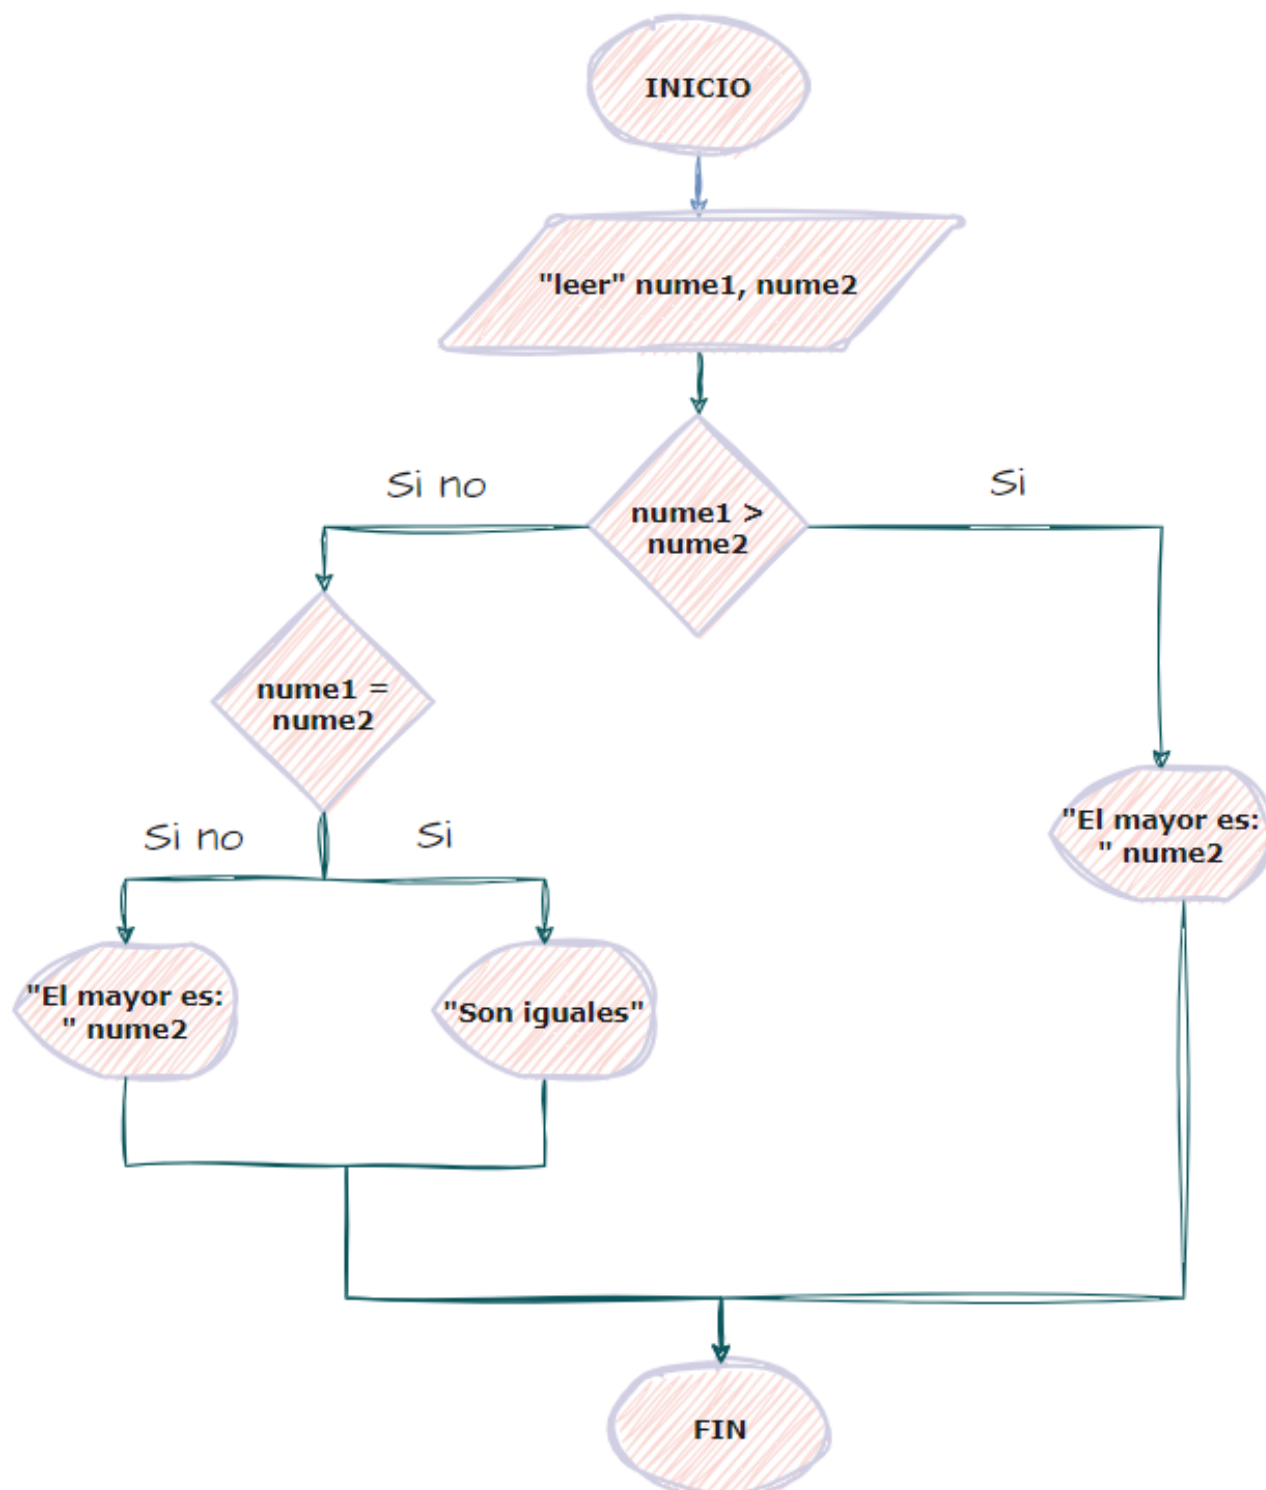 INICIO
"leer" nume1, nume2
Si no
Si
nume1 >
nume2
nume1 =
nume2
Si no
Si
"El mayor es:
" nume2
"El mayor es:
" nume2
"Son iguales"
FIN